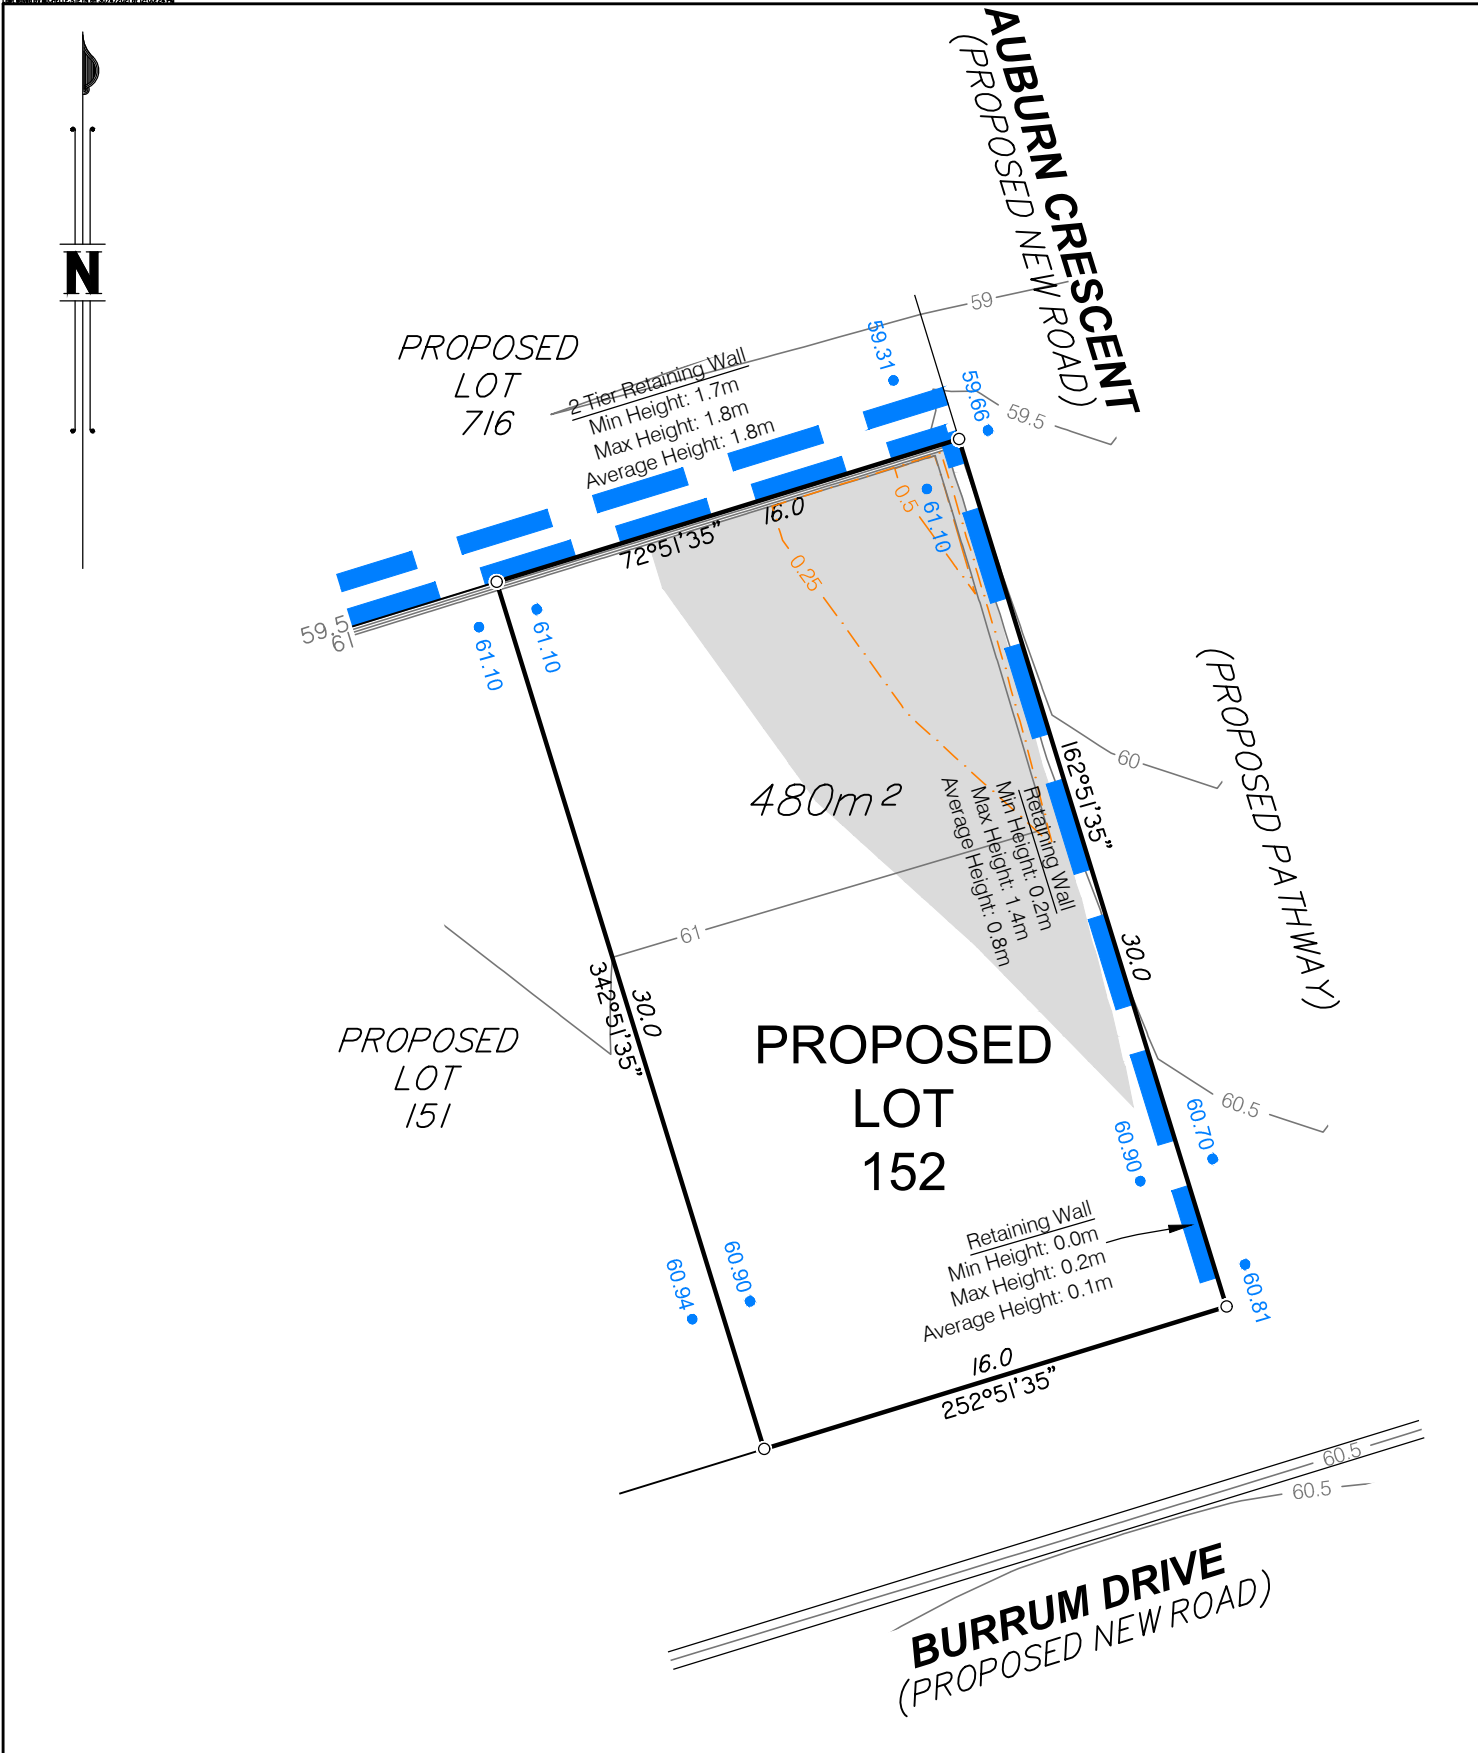 N
AUBURN CRESCENT
(PROPOSED NEW ROAD)
59
59.31
59.66
59.5
PROPOSED
LOT
716
2 Tier Retaining Wall
Min Height: 1.7m
Max Height: 1.8m
Average Height: 1.8m
16.0
72°51'35"
0.5
61.10
0.25
59.5
61
61.10
61.10
(PROPOSED PATHWAY)
60
162°51'35"
30.0
480m²
Retaining Wall
Min Height: 0.2m
Max Height: 1.4m
Average Height: 0.8m
61
30.0
342°51'35"
PROPOSED
LOT
151
PROPOSED
LOT
152
60.5
60.70
60.90
Retaining Wall
Min Height: 0.0m
Max Height: 0.2m
Average Height: 0.1m
60.94
60.90
60.81
16.0
252°51'35"
60.5
60.5
BURRUM DRIVE
(PROPOSED NEW ROAD)